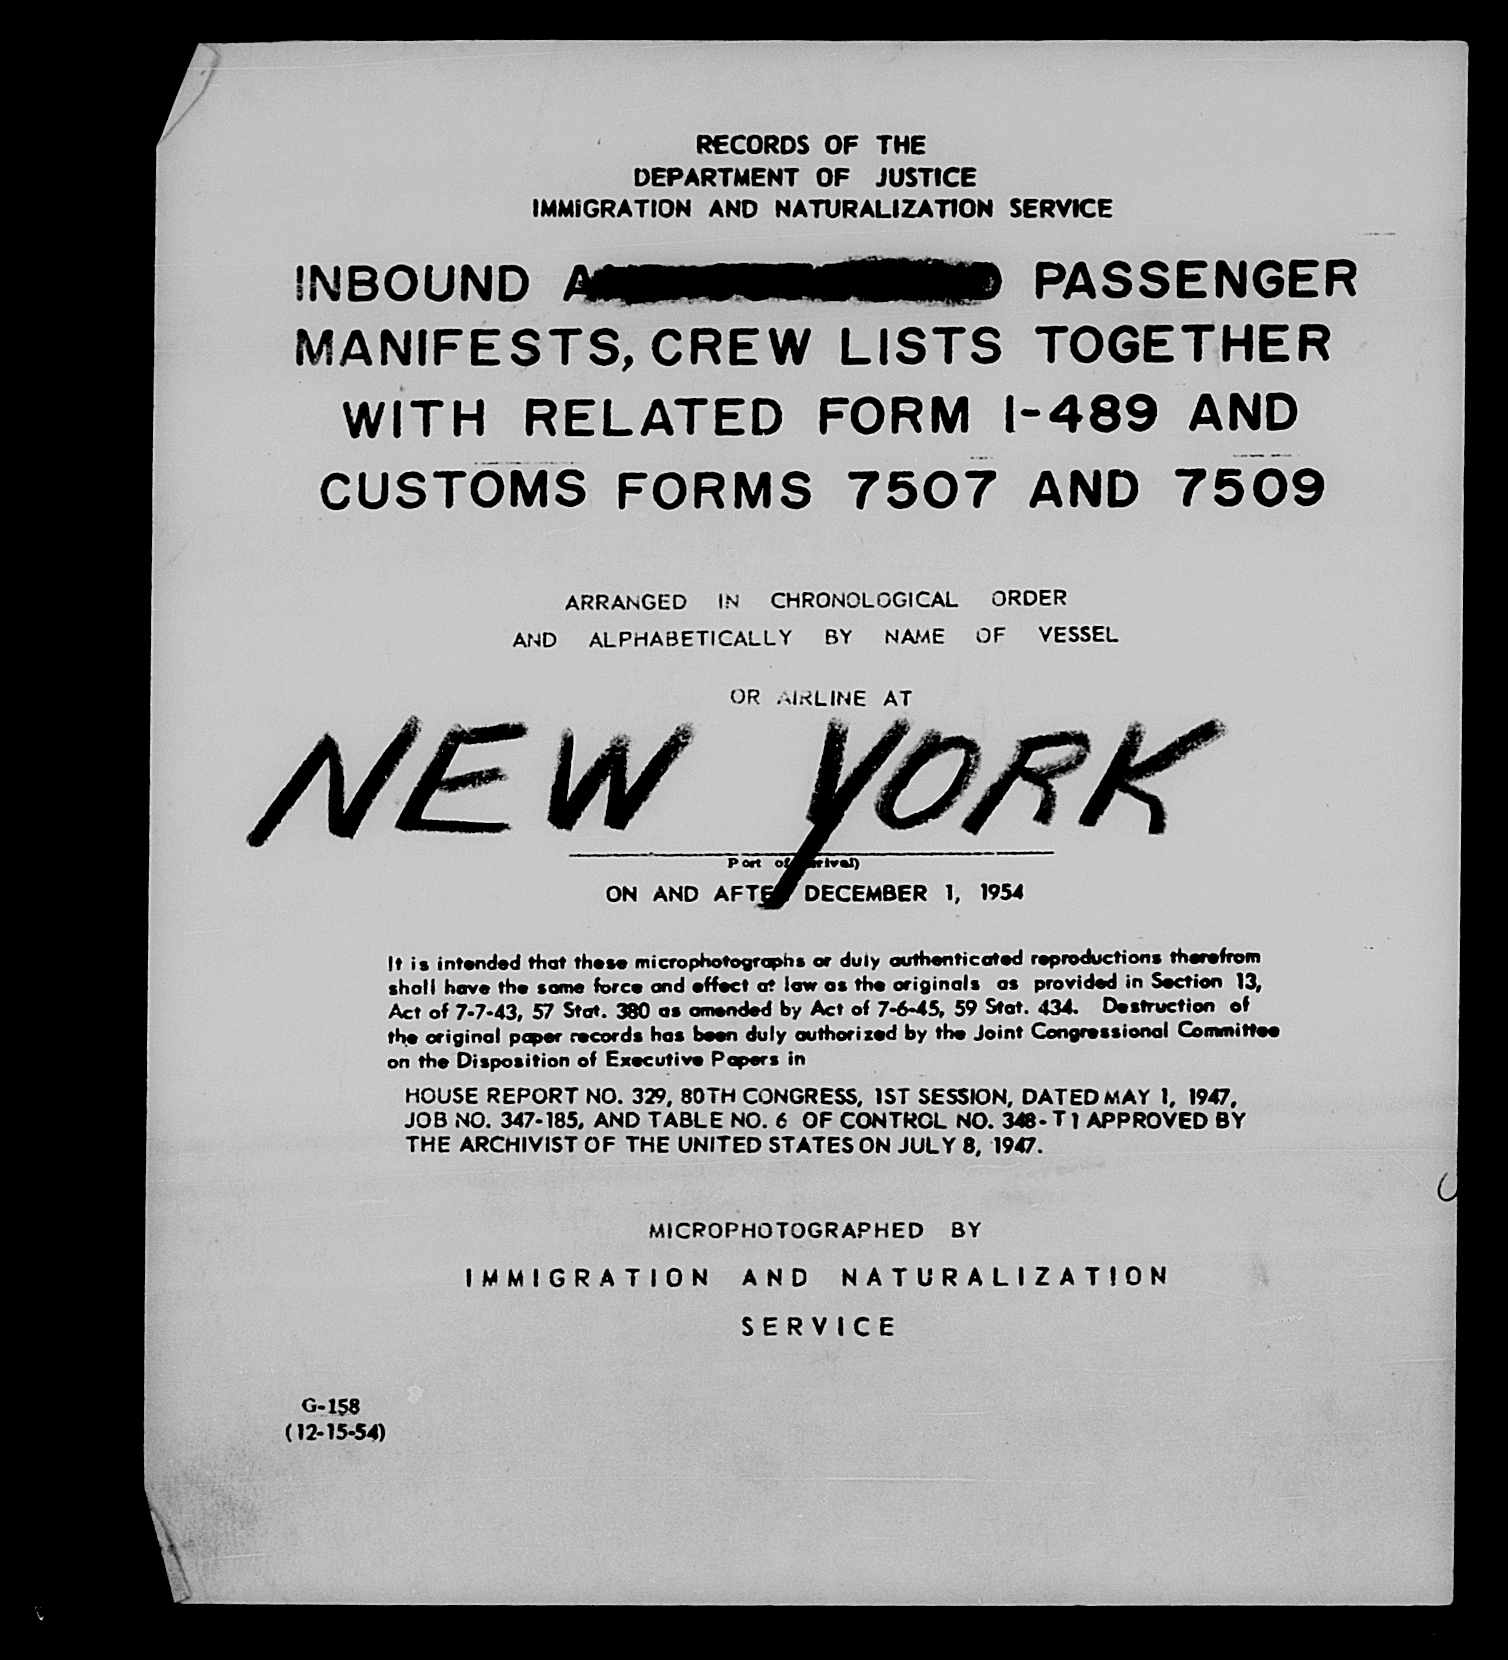 RECORDS OF THE
DEPARTMENT OF JUSTICE
IMMIGRATION AND NATURALIZATION SERVICE
INBOUND PASSENGER
MANIFESTS, CREW LISTS TOGETHER
WITH RELATED FORM I-489 AND
CUSTOMS FORMS 7507 AND 7509
ARRANGED IN CHRONOLOGICAL ORDER
AND ALPHABETICALLY BY NAME OF VESSEL
OR AIRLINE AT
NEW YORK
Port of
ON AND AFTER DECEMBER 1, 1954
It is intended that these microphotographs or duly authenticated reproductions therefrom
shall have the same force and effect at law as the originals as provided in Section 13,
Act of 7-7-43, 57 Stat. 380 as amended by Act of 7-6-45, 59 Stat. 434. Destruction of
the original paper records has been duly authorized by the Joint Congressional Committee
on the Disposition of Executive Papers in
HOUSE REPORT NO. 329, 80TH CONGRESS, 1ST SESSION, DATED MAY 1, 1947,
JOB NO. 347-185, AND TABLE NO. 6 OF CONTROL NO. 348-T1 APPROVED BY
THE ARCHIVIST OF THE UNITED STATES ON JULY 8, 1947.
MICROPHOTOGRAPHED BY
IMMIGRATION AND NATURALIZATION
SERVICE
G-158
(12-15-54)